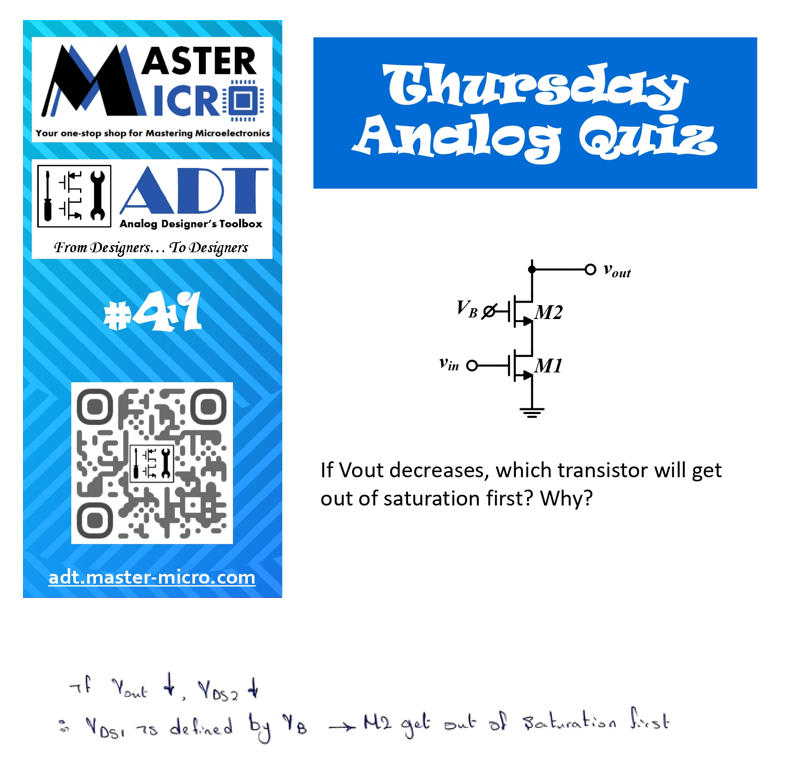 MASTER
MICRO
Your one-stop shop for Mastering Microelectronics
ADT
Analog Designer's Toolbox
From Designers... To Designers
#41
adt.master-micro.com
Thursday
Analog Quiz
vout
VB
M2
vin
M1
If Vout decreases, which transistor will get
out of saturation first? Why?
if Vout ↓, VDS2 ↓
∴ VDS1 is defined by VB → M2 get out of saturation first